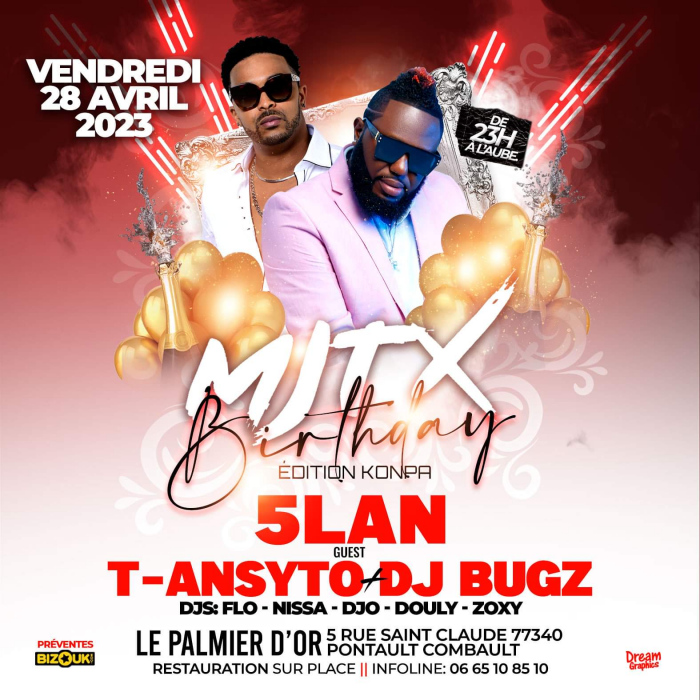 VENDREDI
28 AVRIL
2023
DE
23H
À L'AUBE
MJTX
Birthday
ÉDITION KONPA
5LAN
GUEST
T-ANSYTO + DJ BUGZ
DJS: FLO - NISSA - DJO - DOULY - ZOXY
PRÉVENTES
BIZOUK
LE PALMIER D'OR
5 RUE SAINT CLAUDE 77340
PONTAULT COMBAULT
RESTAURATION SUR PLACE || INFOLINE: 06 65 10 85 10
Dream
Graphics